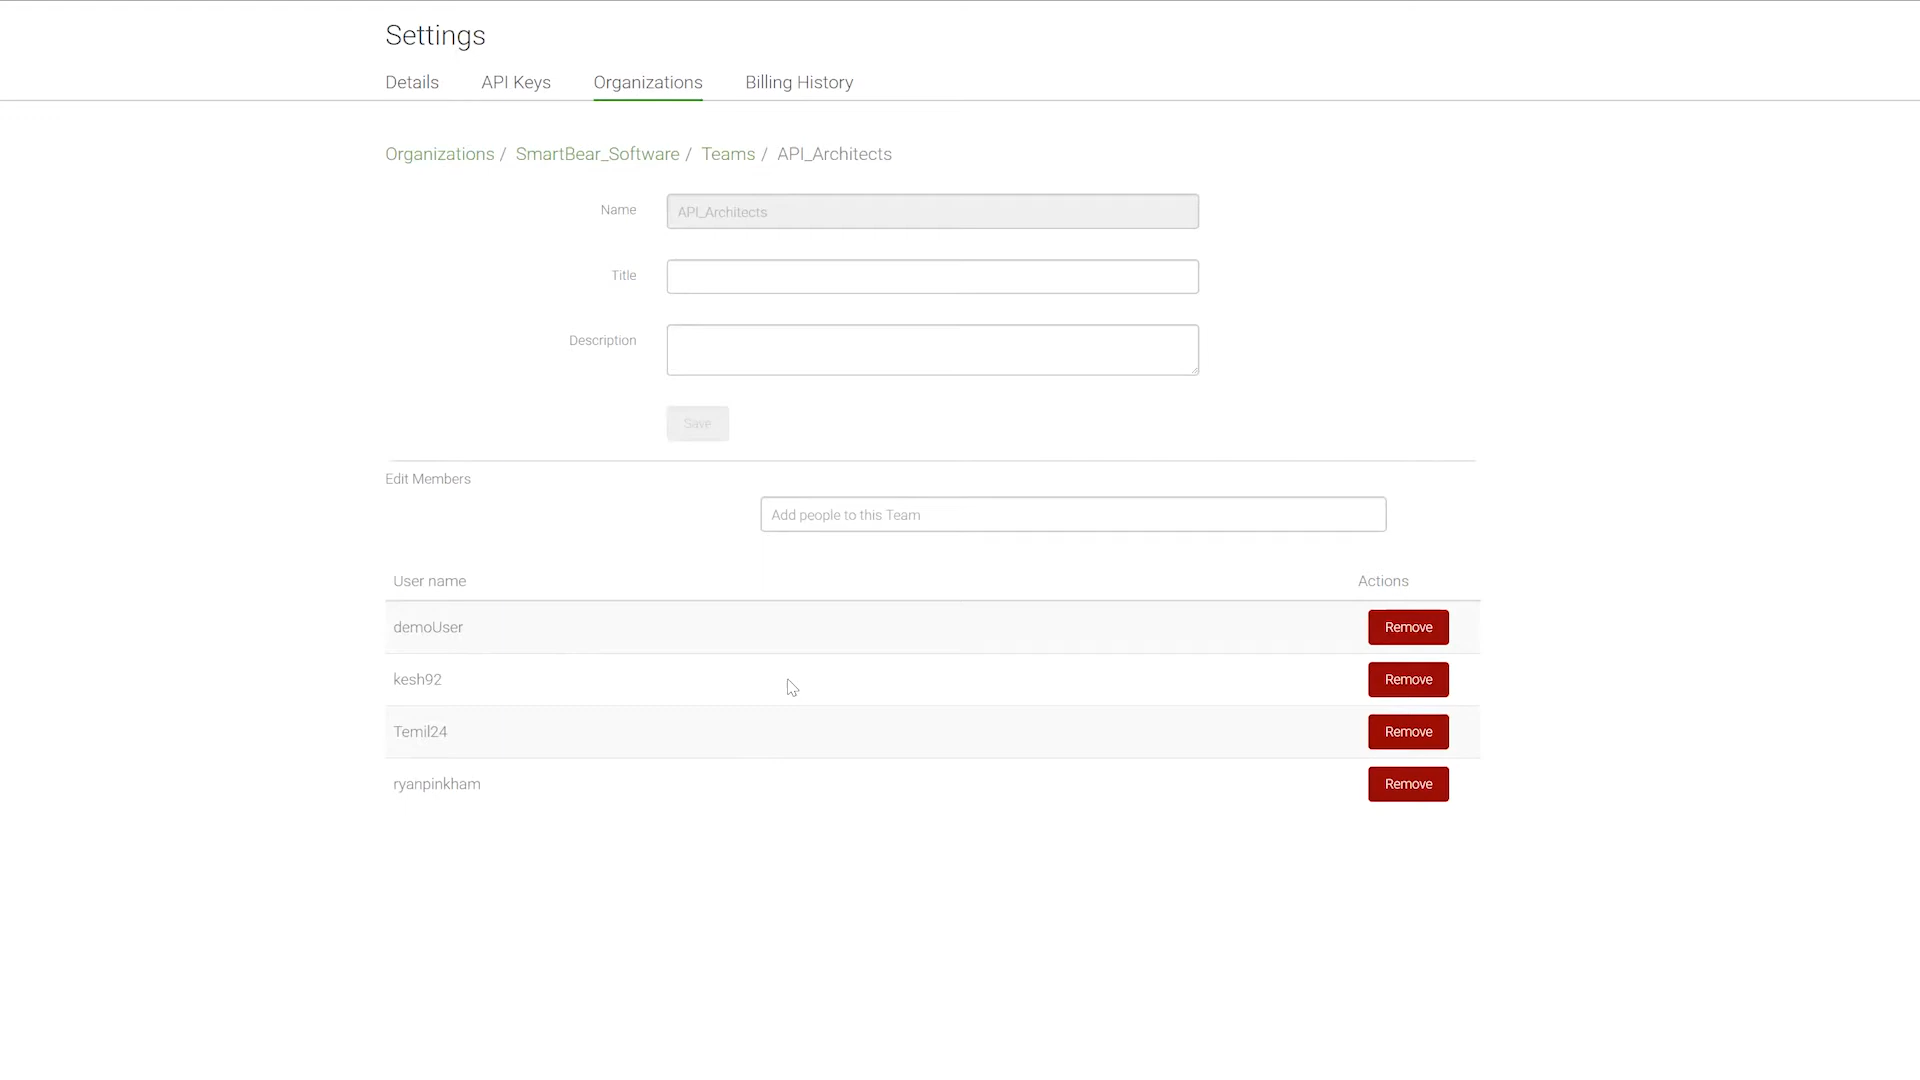 Settings
Details API Keys Organizations Billing History
Organizations / SmartBear_Software / Teams / API_Architects
Name API_Architects
Title
Description
Save
Edit Members
Add people to this Team
User name Actions
demoUser Remove
kesh92 Remove
Temil24 Remove
ryanpinkham Remove